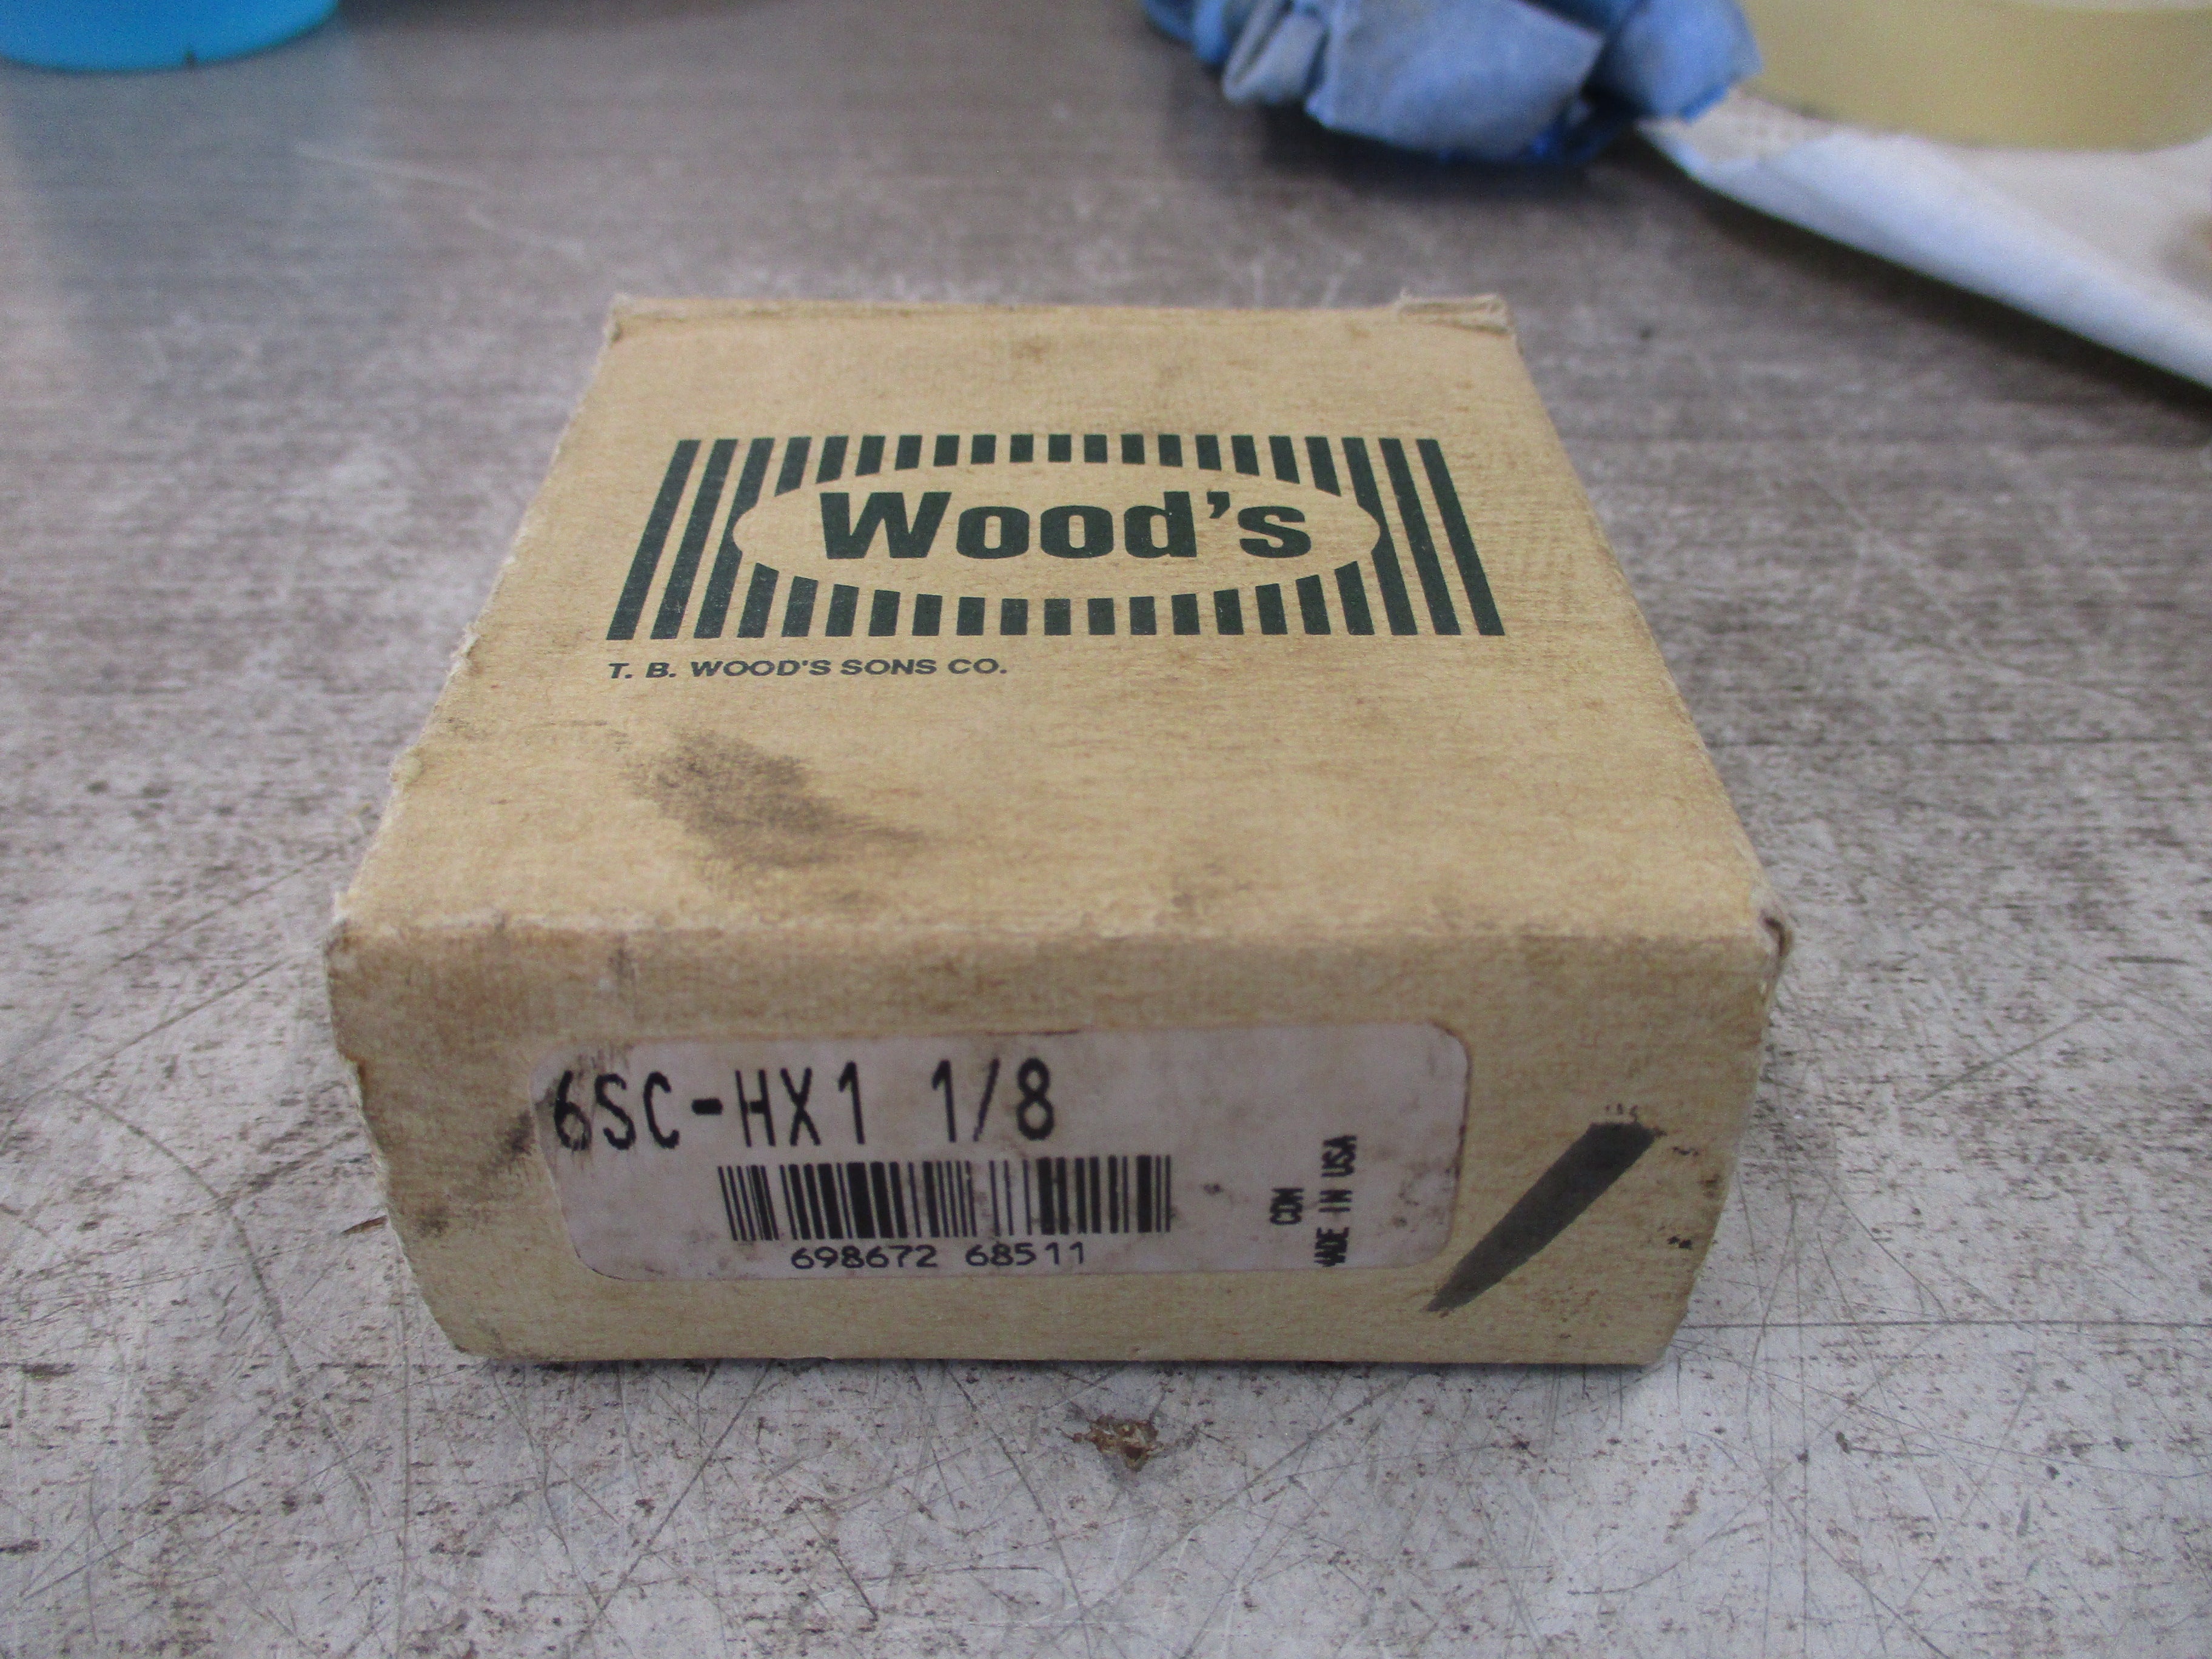 Wood's
T. B. WOOD'S SONS CO.
6SC-HX1 1/8
698672 68511
CDM
MADE IN USA